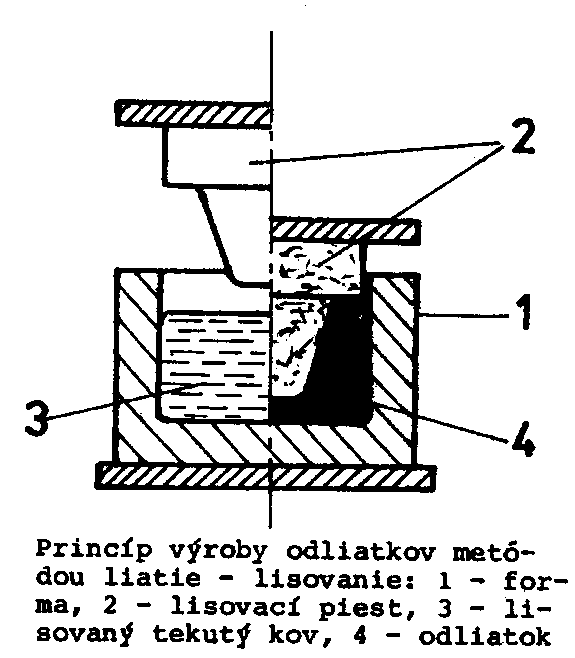 2
1
3
4
Princíp výroby odliatkov metó-
dou liatie - lisovanie: 1 - for-
ma, 2 - lisovací piest, 3 - li-
sovaný tekutý kov, 4 - odliatok